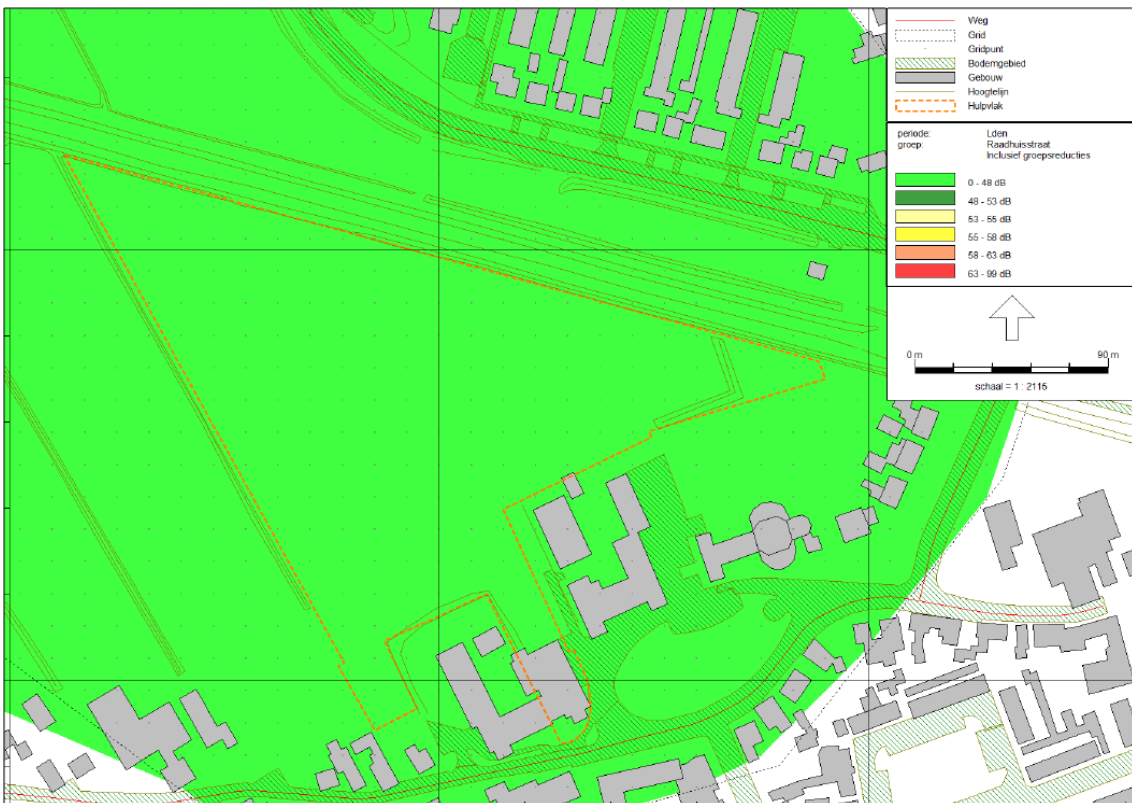 Weg
Grid
Gridpunt
Bodemgebied
Gebouw
Hoogtelijn
Hulpvlak
periode: Lden
groep: Raadhuisstraat
Inclusief groepsreducties
0 - 48 dB
48 - 53 dB
53 - 55 dB
55 - 58 dB
58 - 63 dB
63 - 99 dB
0 m 90 m
schaal = 1 : 2115